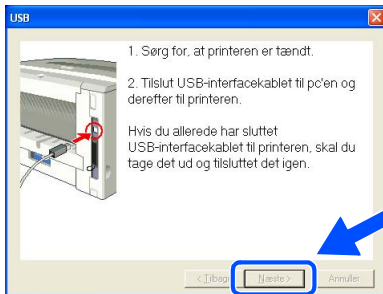 USB
1. Sørg for, at printeren er tændt.
2. Tilslut USB-interfacekablet til pc'en og
derefter til printeren.
Hvis du allerede har sluttet
USB-interfacekablet til printeren, skal du
tage det ud og tilsluttet det igen.
< Tilbage Næste > Annuller